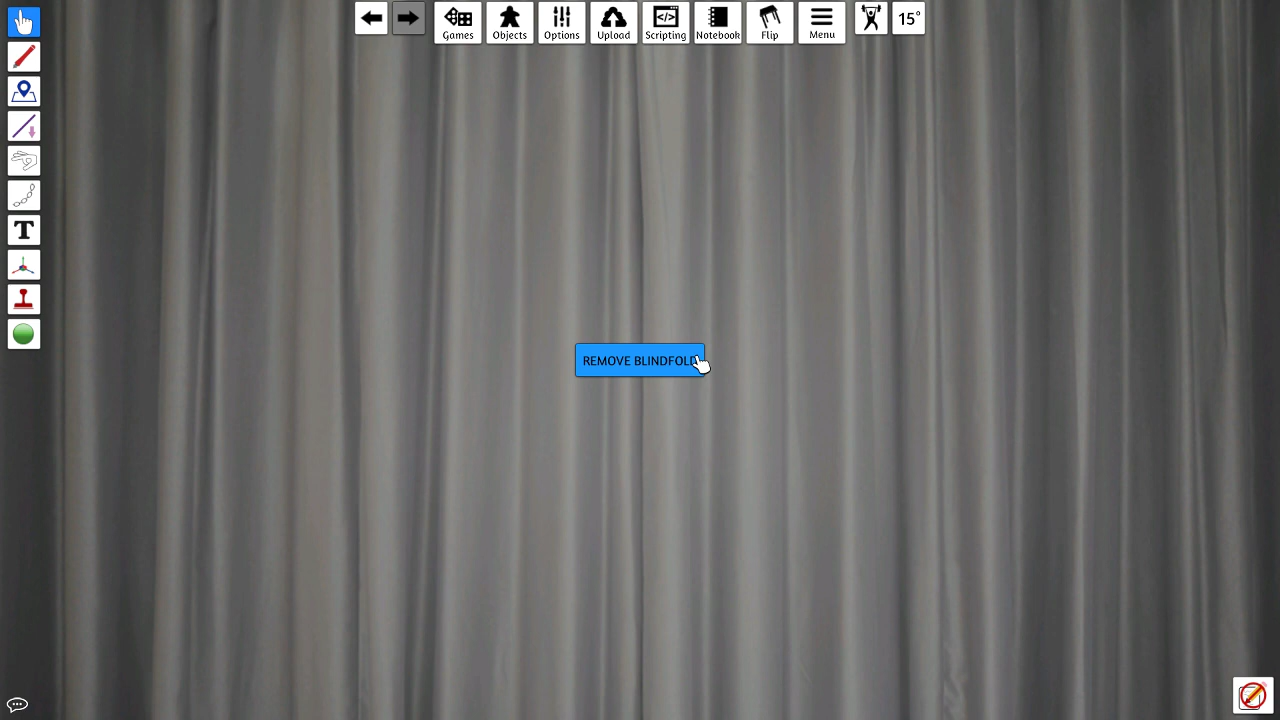 Games
Objects
Options
Upload
Scripting
Notebook
Flip
Menu
15°
T
REMOVE BLINDFOLD